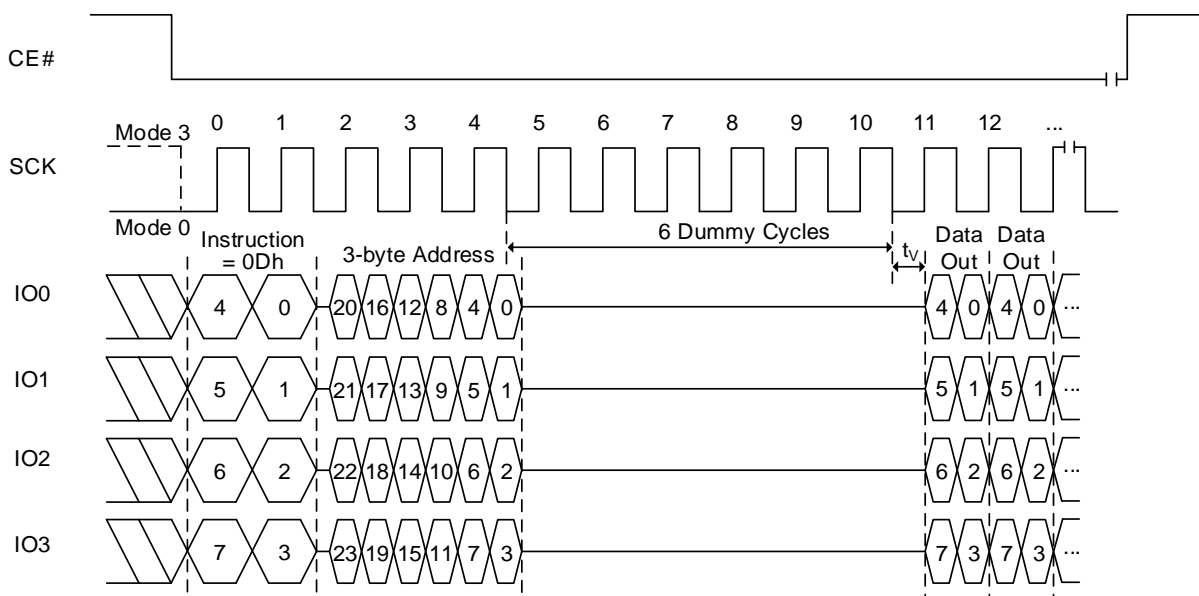 CE#
0 1 2 3 4 5 6 7 8 9 10 11 12 ...
Mode 3
SCK
Mode 0
Instruction
= 0Dh
3-byte Address
6 Dummy Cycles
tV
Data
Out
Data
Out
IO0 4 0 20 16 12 8 4 0 4 0 4 0 ...
IO1 5 1 21 17 13 9 5 1 5 1 5 1 ...
IO2 6 2 22 18 14 10 6 2 6 2 6 2 ...
IO3 7 3 23 19 15 11 7 3 7 3 7 3 ...